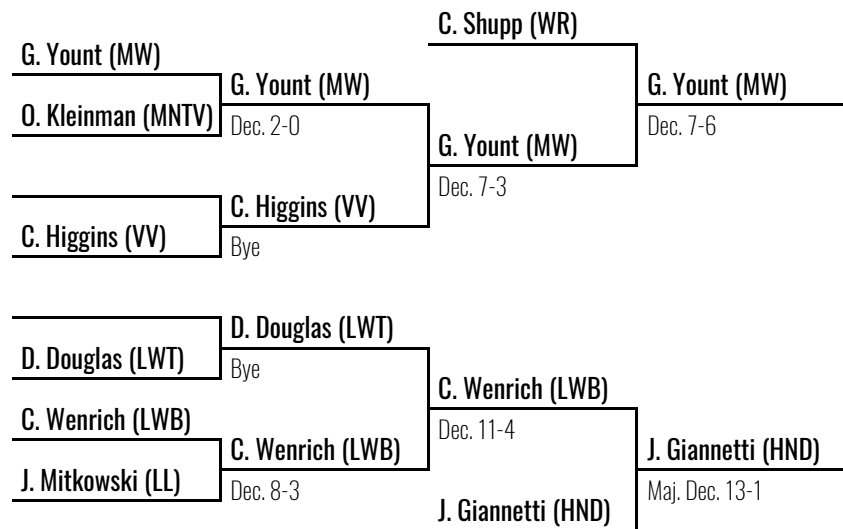 C. Shupp (WR)
G. Yount (MW)
G. Yount (MW)
G. Yount (MW)
O. Kleinman (MNTV)
Dec. 2-0
Dec. 7-6
G. Yount (MW)
Dec. 7-3
C. Higgins (VV)
C. Higgins (VV)
Bye
D. Douglas (LWT)
D. Douglas (LWT)
Bye
C. Wenrich (LWB)
C. Wenrich (LWB)
Dec. 11-4
C. Wenrich (LWB)
J. Giannetti (HND)
J. Mitkowski (LL)
Dec. 8-3
Maj. Dec. 13-1
J. Giannetti (HND)